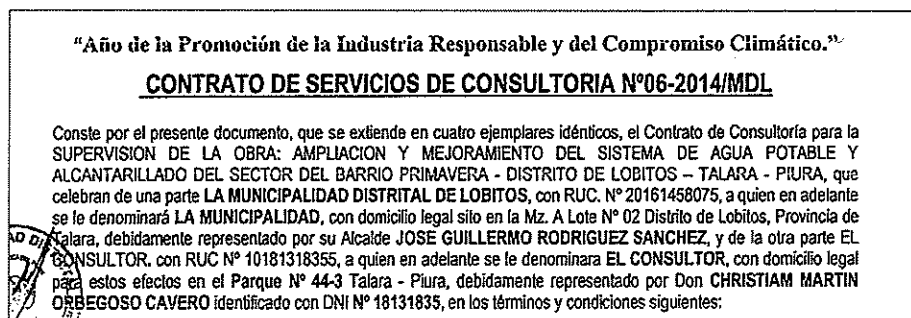 “Año de la Promoción de la Industria Responsable y del Compromiso Climático.”
CONTRATO DE SERVICIOS DE CONSULTORIA Nº06-2014/MDL
Conste por el presente documento, que se extiende en cuatro ejemplares idénticos, el Contrato de Consultoría para la
SUPERVISION DE LA OBRA: AMPLIACION Y MEJORAMIENTO DEL SISTEMA DE AGUA POTABLE Y
ALCANTARILLADO DEL SECTOR DEL BARRIO PRIMAVERA - DISTRITO DE LOBITOS – TALARA - PIURA, que
celebran de una parte LA MUNICIPALIDAD DISTRITAL DE LOBITOS, con RUC. Nº 20161458075, a quien en adelante
se le denominará LA MUNICIPALIDAD, con domicilio legal sito en la Mz. A Lote Nº 02 Distrito de Lobitos, Provincia de
Talara, debidamente representado por su Alcalde JOSE GUILLERMO RODRIGUEZ SANCHEZ, y de la otra parte EL
CONSULTOR. con RUC Nº 10181318355, a quien en adelante se le denominara EL CONSULTOR, con domicilio legal
para estos efectos en el Parque Nº 44-3 Talara - Piura, debidamente representado por Don CHRISTIAM MARTIN
ORBEGOSO CAVERO identificado con DNI Nº 18131835, en los términos y condiciones siguientes: